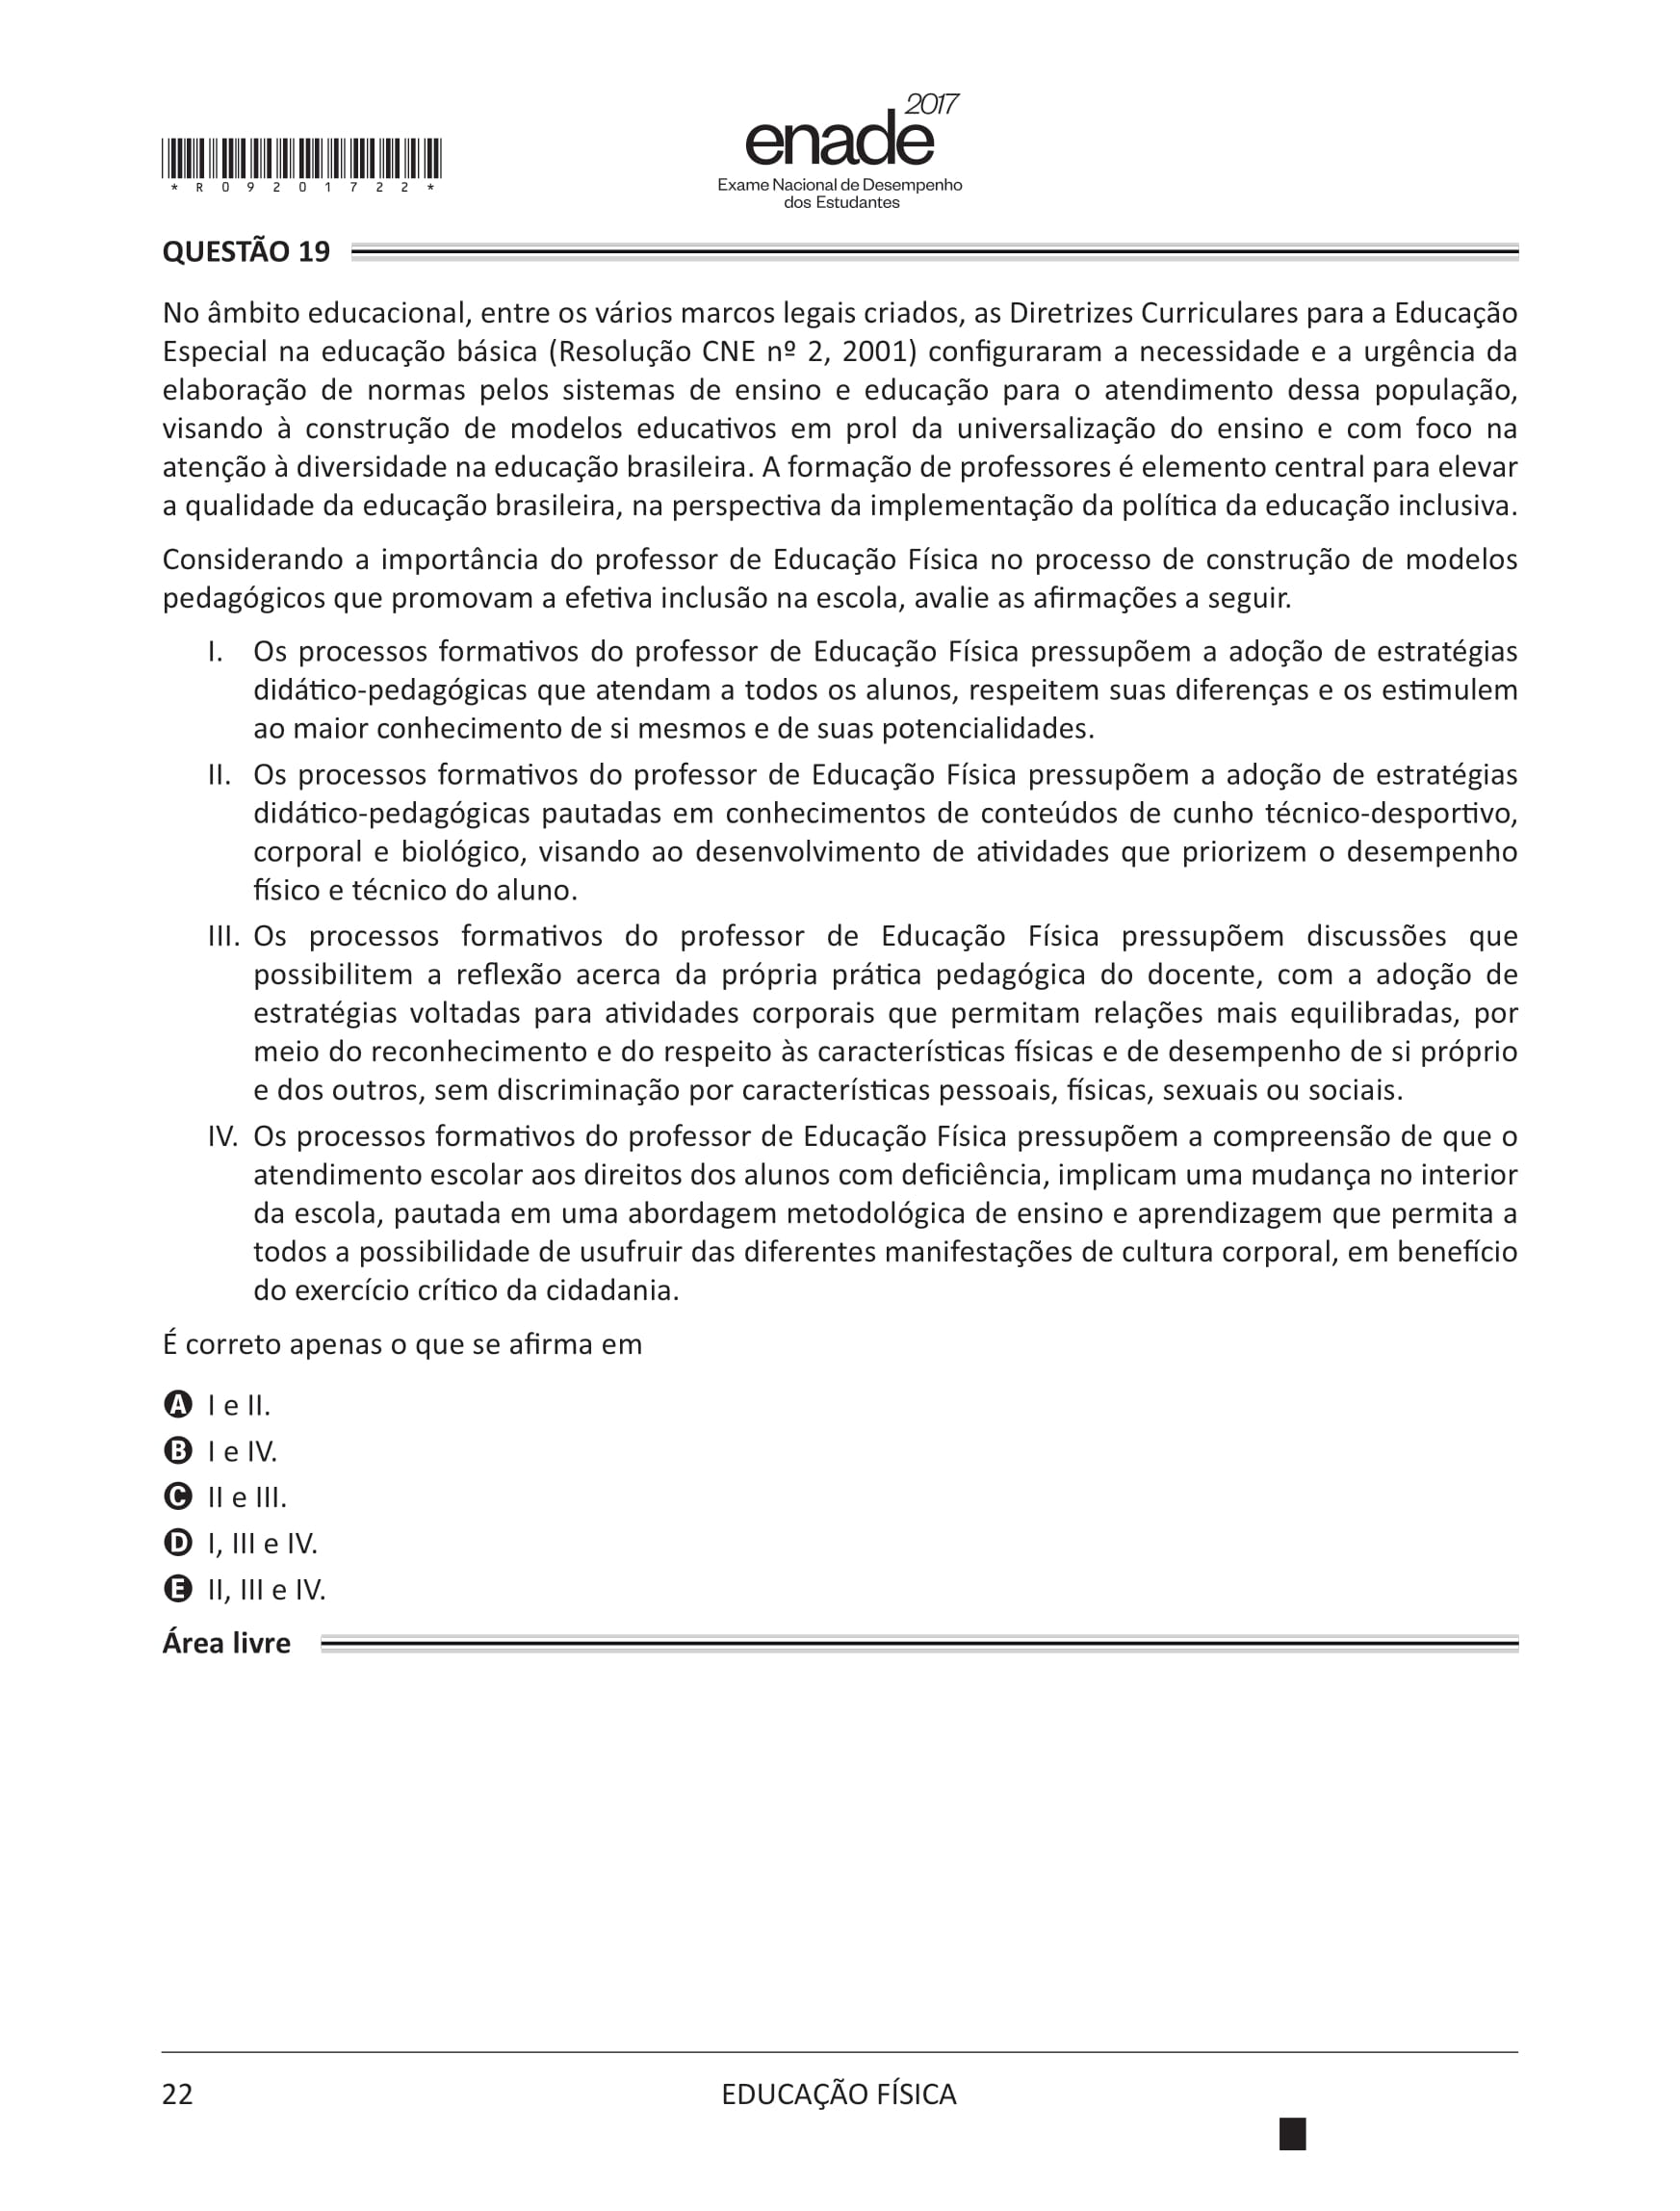 2017
enade
Exame Nacional de Desempenho
dos Estudantes
* R 0 9 2 0 1 7 2 2 *
QUESTÃO 19
No âmbito educacional, entre os vários marcos legais criados, as Diretrizes Curriculares para a Educação
Especial na educação básica (Resolução CNE nº 2, 2001) configuraram a necessidade e a urgência da
elaboração de normas pelos sistemas de ensino e educação para o atendimento dessa população,
visando à construção de modelos educativos em prol da universalização do ensino e com foco na
atenção à diversidade na educação brasileira. A formação de professores é elemento central para elevar
a qualidade da educação brasileira, na perspectiva da implementação da política da educação inclusiva.
Considerando a importância do professor de Educação Física no processo de construção de modelos
pedagógicos que promovam a efetiva inclusão na escola, avalie as afirmações a seguir.
I. Os processos formativos do professor de Educação Física pressupõem a adoção de estratégias
didático-pedagógicas que atendam a todos os alunos, respeitem suas diferenças e os estimulem
ao maior conhecimento de si mesmos e de suas potencialidades.
II. Os processos formativos do professor de Educação Física pressupõem a adoção de estratégias
didático-pedagógicas pautadas em conhecimentos de conteúdos de cunho técnico-desportivo,
corporal e biológico, visando ao desenvolvimento de atividades que priorizem o desempenho
físico e técnico do aluno.
III. Os processos formativos do professor de Educação Física pressupõem discussões que
possibilitem a reflexão acerca da própria prática pedagógica do docente, com a adoção de
estratégias voltadas para atividades corporais que permitam relações mais equilibradas, por
meio do reconhecimento e do respeito às características físicas e de desempenho de si próprio
e dos outros, sem discriminação por características pessoais, físicas, sexuais ou sociais.
IV. Os processos formativos do professor de Educação Física pressupõem a compreensão de que o
atendimento escolar aos direitos dos alunos com deficiência, implicam uma mudança no interior
da escola, pautada em uma abordagem metodológica de ensino e aprendizagem que permita a
todos a possibilidade de usufruir das diferentes manifestações de cultura corporal, em benefício
do exercício crítico da cidadania.
É correto apenas o que se afirma em
A I e II.
B I e IV.
C II e III.
D I, III e IV.
E II, III e IV.
Área livre
22
EDUCAÇÃO FÍSICA